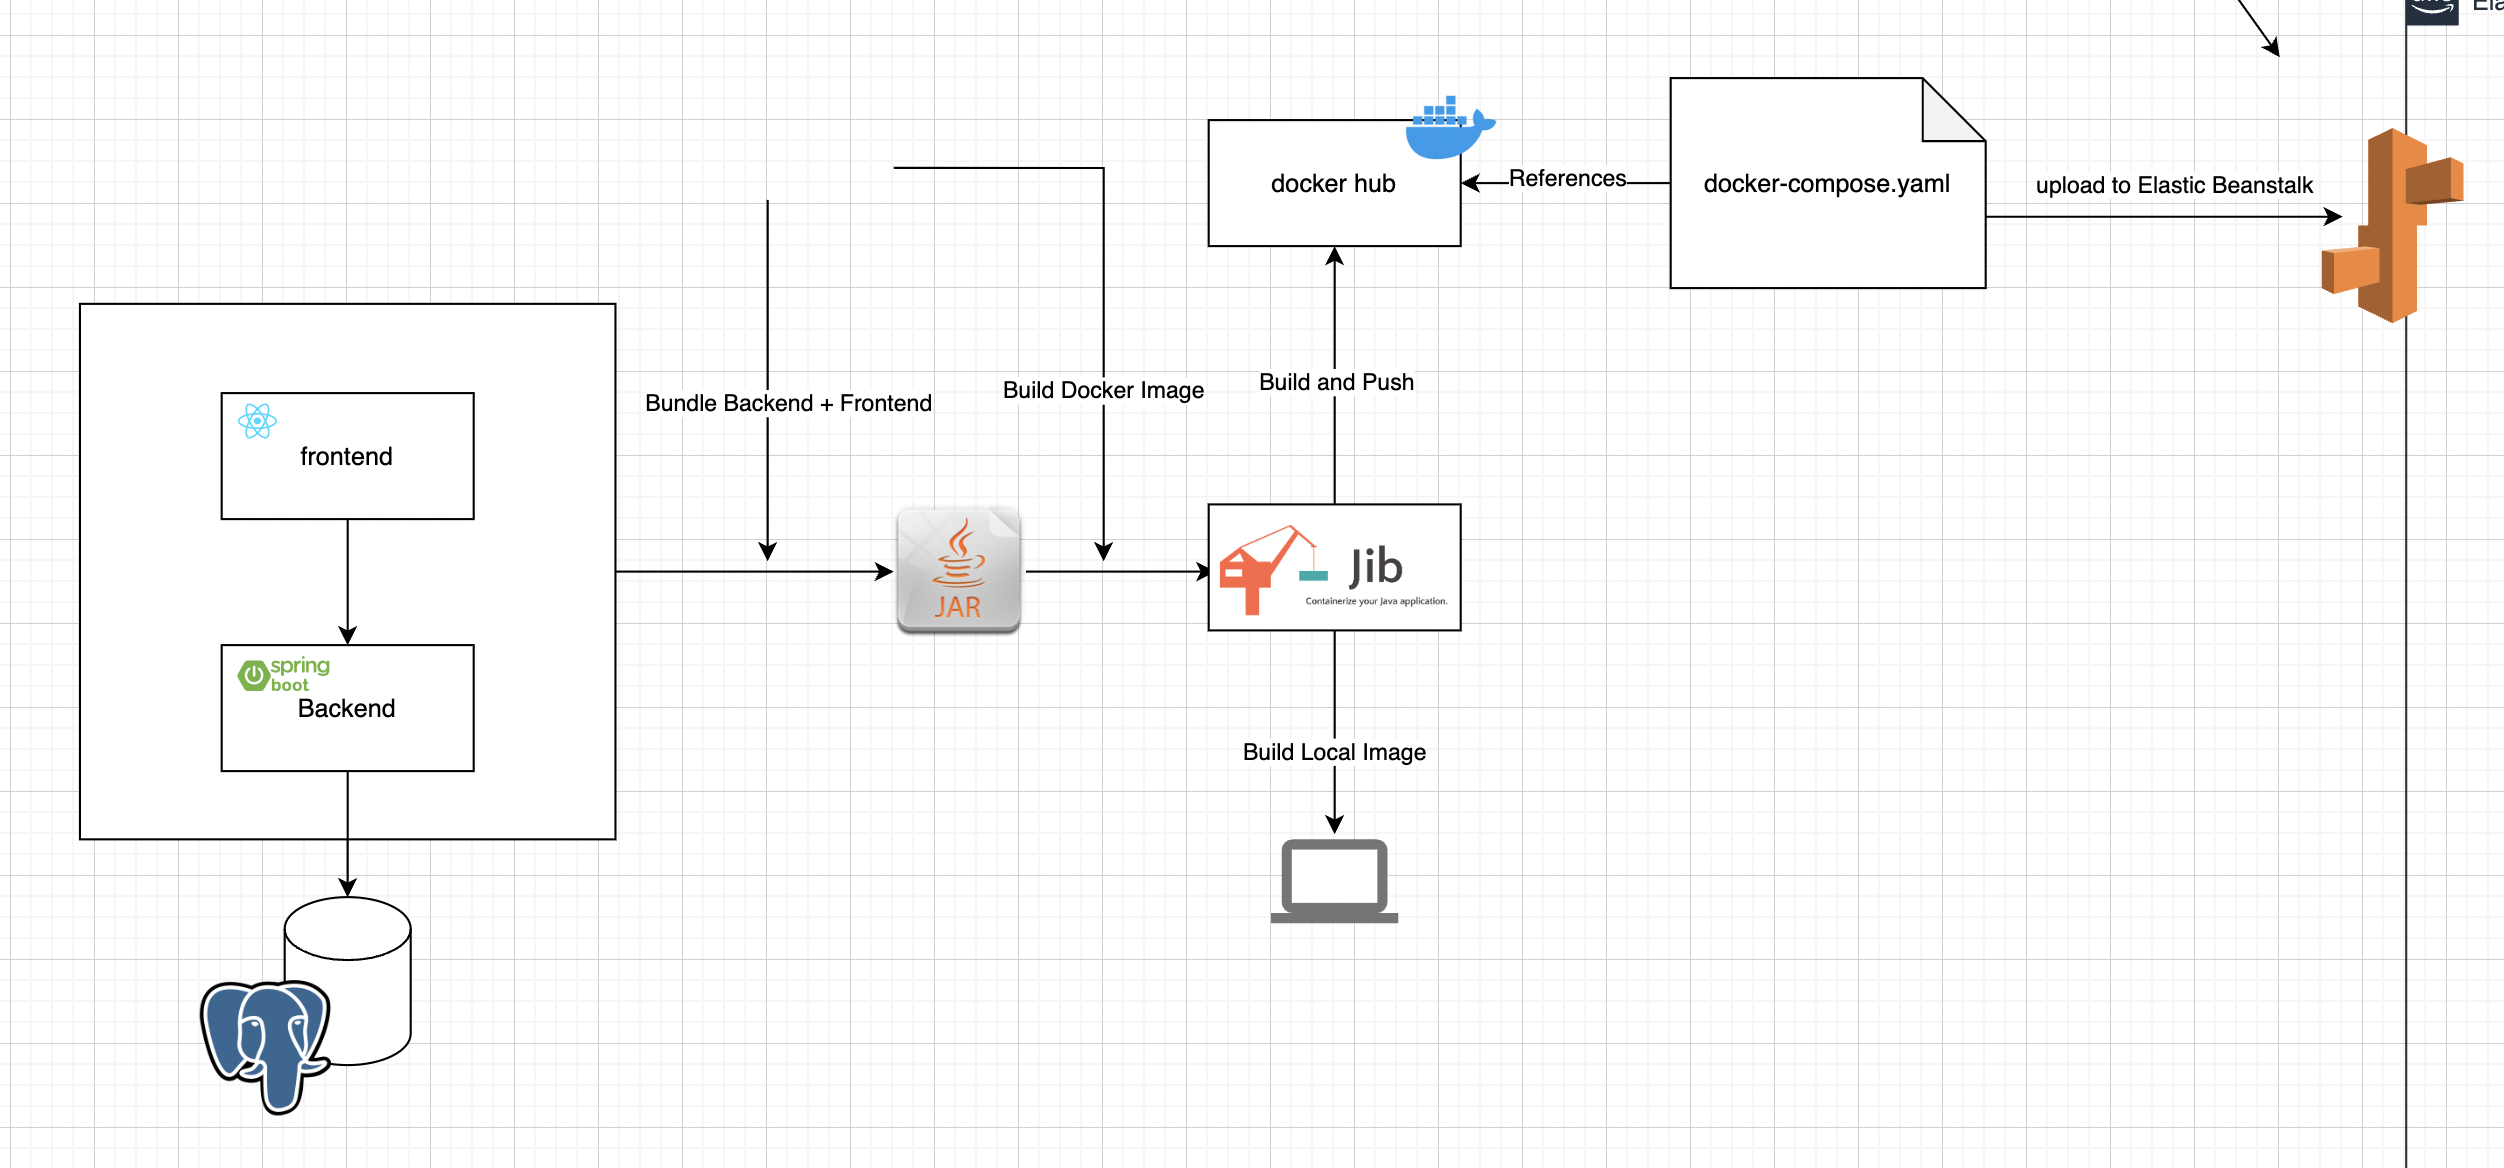 docker hub
References
docker-compose.yaml
upload to Elastic Beanstalk
Bundle Backend + Frontend
Build Docker Image
Build and Push
frontend
JAR
Jib
Containerize your Java application.
spring
boot
Backend
Build Local Image